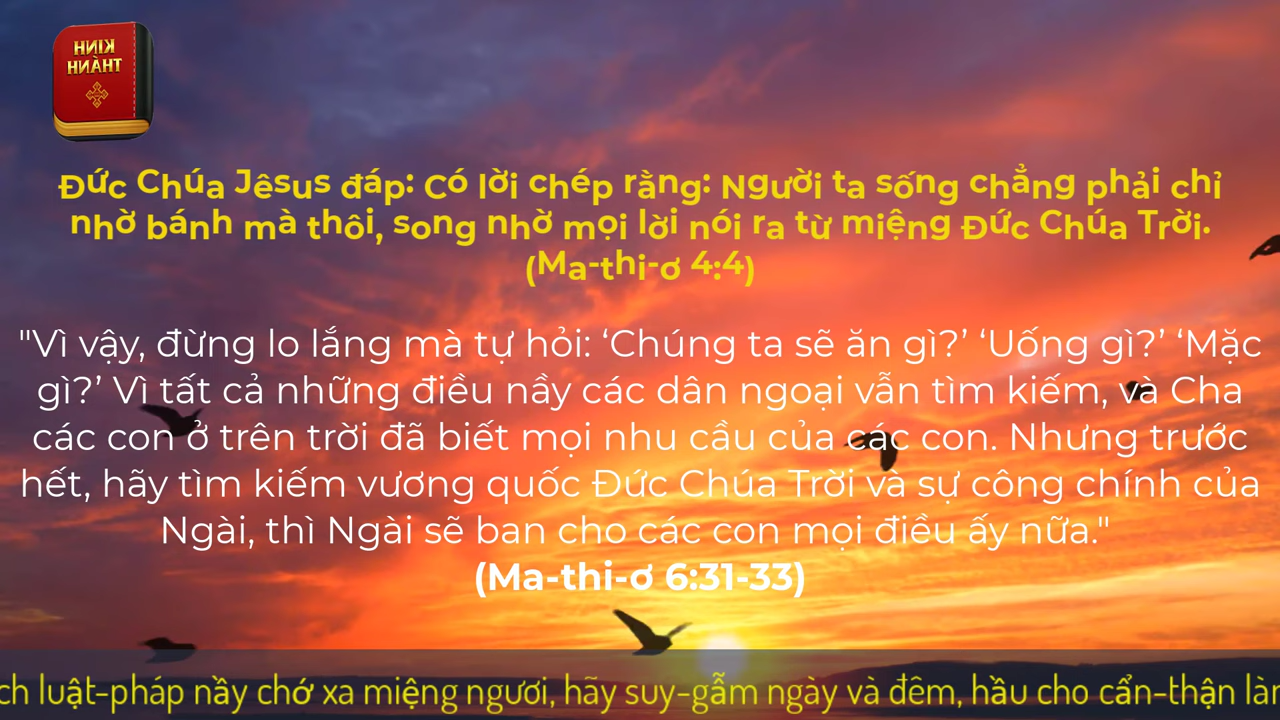 KINH
THÁNH
Đức Chúa Jêsus đáp: Có lời chép rằng: Người ta sống chẳng phải chỉ
nhờ bánh mà thôi, song nhờ mọi lời nói ra từ miệng Đức Chúa Trời.
(Ma-thi-ơ 4:4)
"Vì vậy, đừng lo lắng mà tự hỏi: ‘Chúng ta sẽ ăn gì?’ ‘Uống gì?’ ‘Mặc
gì?’ Vì tất cả những điều nầy các dân ngoại vẫn tìm kiếm, và Cha
các con ở trên trời đã biết mọi nhu cầu của các con. Nhưng trước
hết, hãy tìm kiếm vương quốc Đức Chúa Trời và sự công chính của
Ngài, thì Ngài sẽ ban cho các con mọi điều ấy nữa."
(Ma-thi-ơ 6:31-33)
ch luật-pháp nầy chớ xa miệng ngươi, hãy suy-gẫm ngày và đêm, hầu cho cẩn-thận làm